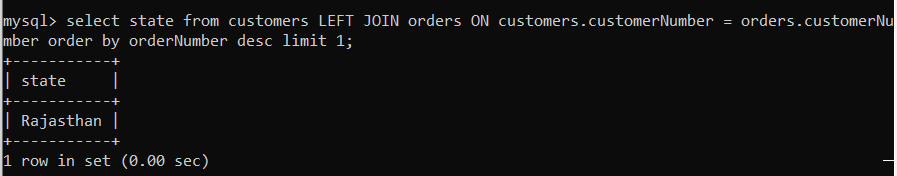 mysql> select state from customers LEFT JOIN orders ON customers.customerNumber = orders.customerNu
mber order by orderNumber desc limit 1;
+-----------+
| state     |
+-----------+
| Rajasthan |
+-----------+
1 row in set (0.00 sec)